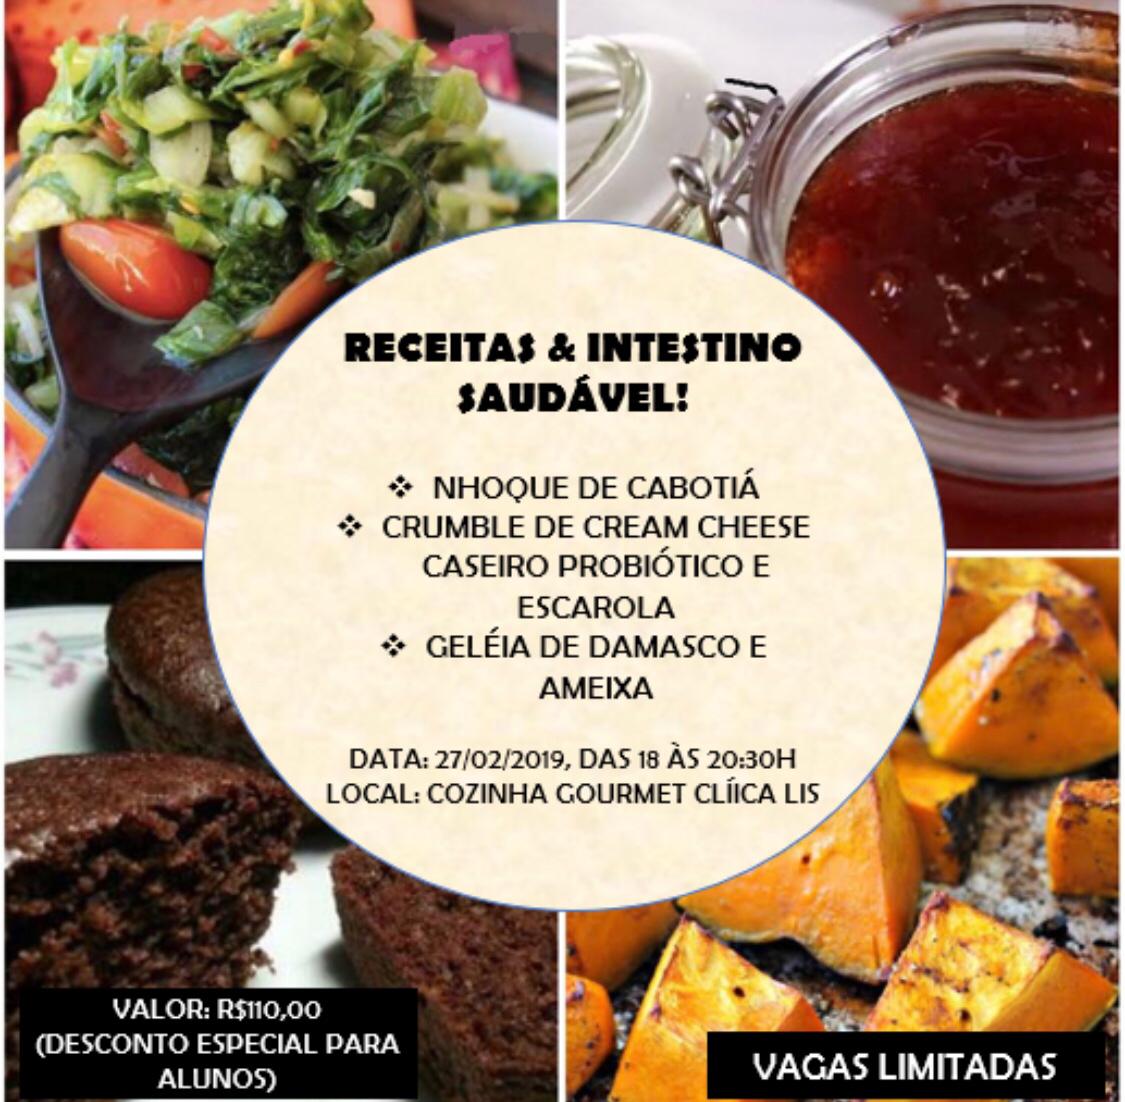 RECEITAS & INTESTINO
SAUDÁVEL!
❖ NHOQUE DE CABOTIÁ
❖ CRUMBLE DE CREAM CHEESE
CASEIRO PROBIÓTICO E
ESCAROLA
❖ GELÉIA DE DAMASCO E
AMEIXA
DATA: 27/02/2019, DAS 18 ÀS 20:30H
LOCAL: COZINHA GOURMET CLÍICA LIS
VALOR: R$110,00
(DESCONTO ESPECIAL PARA
ALUNOS)
VAGAS LIMITADAS